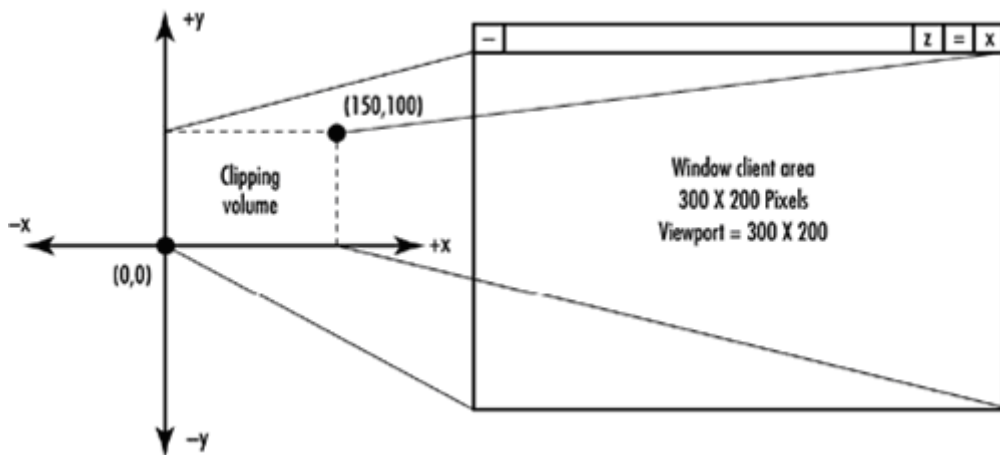 +y
– z = x
(150,100)
Clipping
volume
Window client area
300 X 200 Pixels
Viewport = 300 X 200
–x
+x
(0,0)
–y